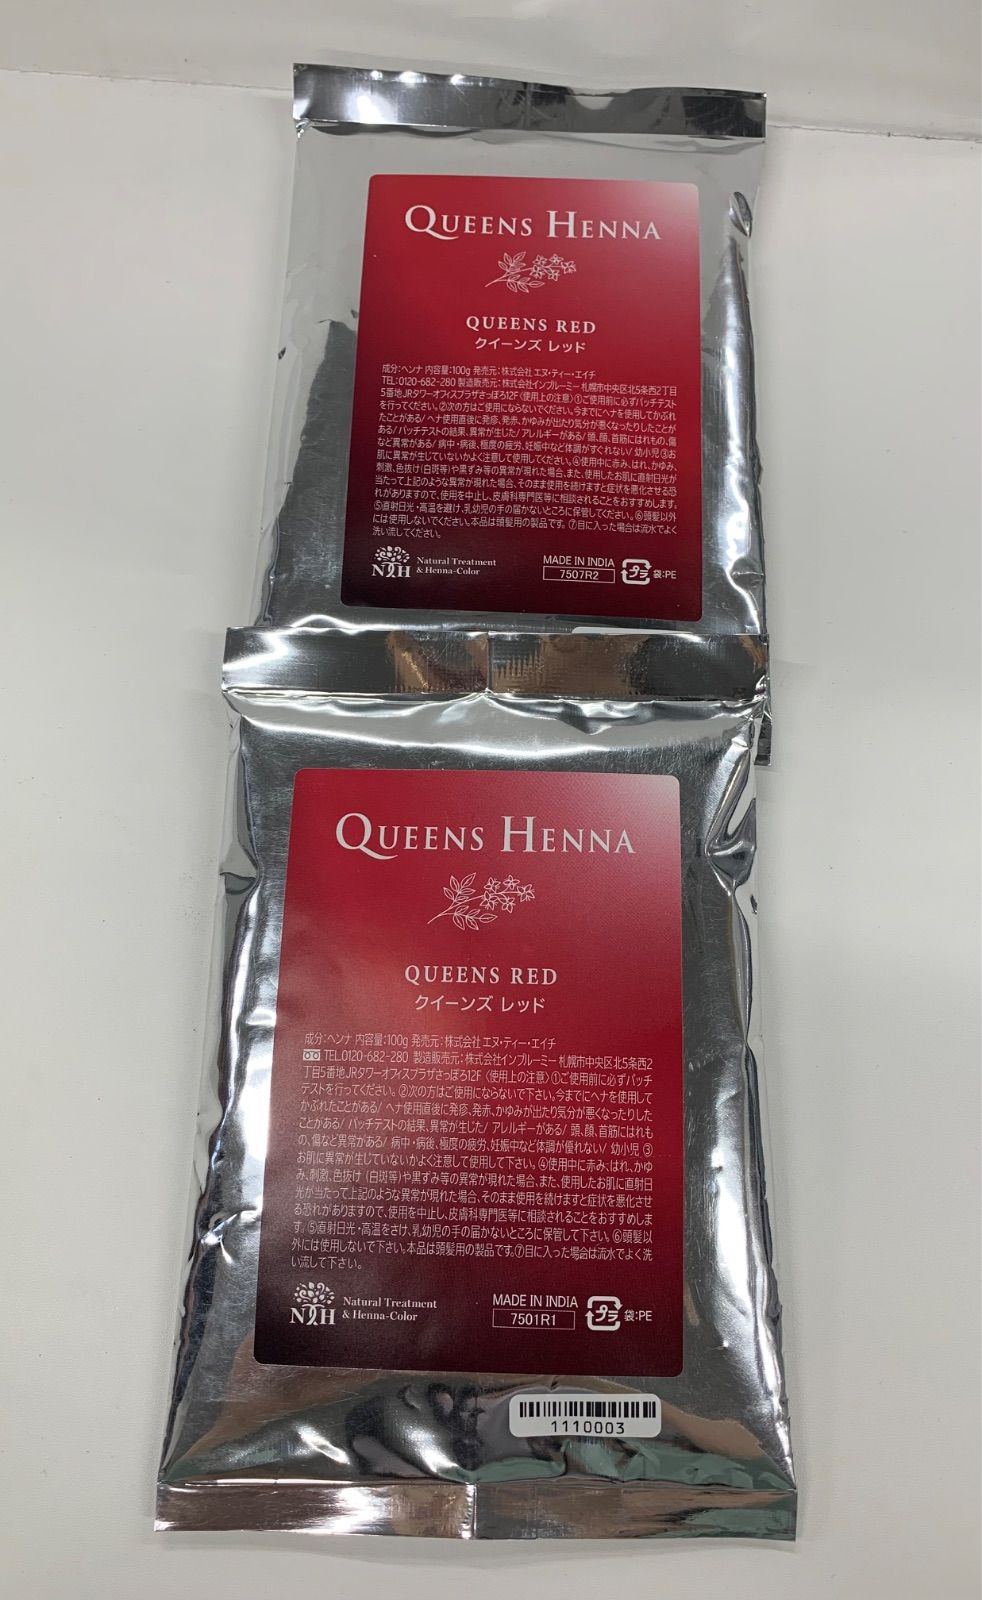 QUEENS HENNA
QUEENS RED
クイーンズ レッド
成分:ヘンナ 内容量:100g 発売元:株式会社 エヌ・ティー・エイチ
TEL:0120-682-280 製造販売元:株式会社インブルーミー 札幌市中央区北5条西2丁目
5番地JRタワーオフィスプラザさっぽろ12F 〈使用上の注意〉①ご使用前に必ずパッチテスト
を行ってください。②次の方はご使用にならないでください。今までにヘナを使用してかぶれ
たことがある/ ヘナ使用直後に発疹、発赤、かゆみが出たり気分が悪くなったりしたことが
ある/ パッチテストの結果、異常が生じた/ アレルギーがある/ 頭、顔、首筋にはれもの、傷
など異常がある/ 病中・病後、極度の疲労、妊娠中など体調がすぐれない/ 幼小児 ③お
肌に異常が生じていないかよく注意して使用してください。④使用中に赤み、はれ、かゆみ、
刺激、色抜け(白斑等)や黒ずみ等の異常が現れた場合、また、使用したお肌に直射日光が
当たって上記のような異常が現れた場合、そのまま使用を続けますと症状を悪化させる恐
れがありますので、使用を中止し、皮膚科専門医等に相談されることをおすすめします。
⑤直射日光・高温を避け、乳幼児の手の届かないところに保管してください。⑥頭髪以外
には使用しないでください。本品は頭髪用の製品です。⑦目に入った場合は流水でよく
洗い流してください。
NTH Natural Treatment
& Henna-Color
MADE IN INDIA
7507R2
プラ 袋:PE
QUEENS HENNA
QUEENS RED
クイーンズ レッド
成分:ヘンナ 内容量:100g 発売元:株式会社 エヌ・ティー・エイチ
TEL.0120-682-280 製造販売元:株式会社インブルーミー 札幌市中央区北5条西2
丁目5番地JRタワーオフィスプラザさっぽろ12F 〈使用上の注意〉①ご使用前に必ずパッチ
テストを行ってください。②次の方はご使用にならないで下さい。今までにヘナを使用して
かぶれたことがある/ ヘナ使用直後に発疹、発赤、かゆみが出たり気分が悪くなったりした
ことがある/ パッチテストの結果、異常が生じた/ アレルギーがある/ 頭、顔、首筋にはれも
の、傷など異常がある/ 病中・病後、極度の疲労、妊娠中など体調が優れない/ 幼小児 ③
お肌に異常が生じていないかよく注意して使用して下さい。④使用中に赤み、はれ、かゆ
み、刺激、色抜け (白斑等)や黒ずみ等の異常が現れた場合、また、使用したお肌に直射日
光が当たって上記のような異常が現れた場合、そのまま使用を続けますと症状を悪化させ
る恐れがありますので、使用を中止し、皮膚科専門医等に相談されることをおすすめしま
す。⑤直射日光・高温をさけ、乳幼児の手の届かないところに保管して下さい。⑥頭髪以
外には使用しないで下さい。本品は頭髪用の製品です。⑦目に入った場合は流水でよく洗
い流して下さい。
NTH Natural Treatment
& Henna-Color
MADE IN INDIA
7501R1
プラ 袋:PE
1110003